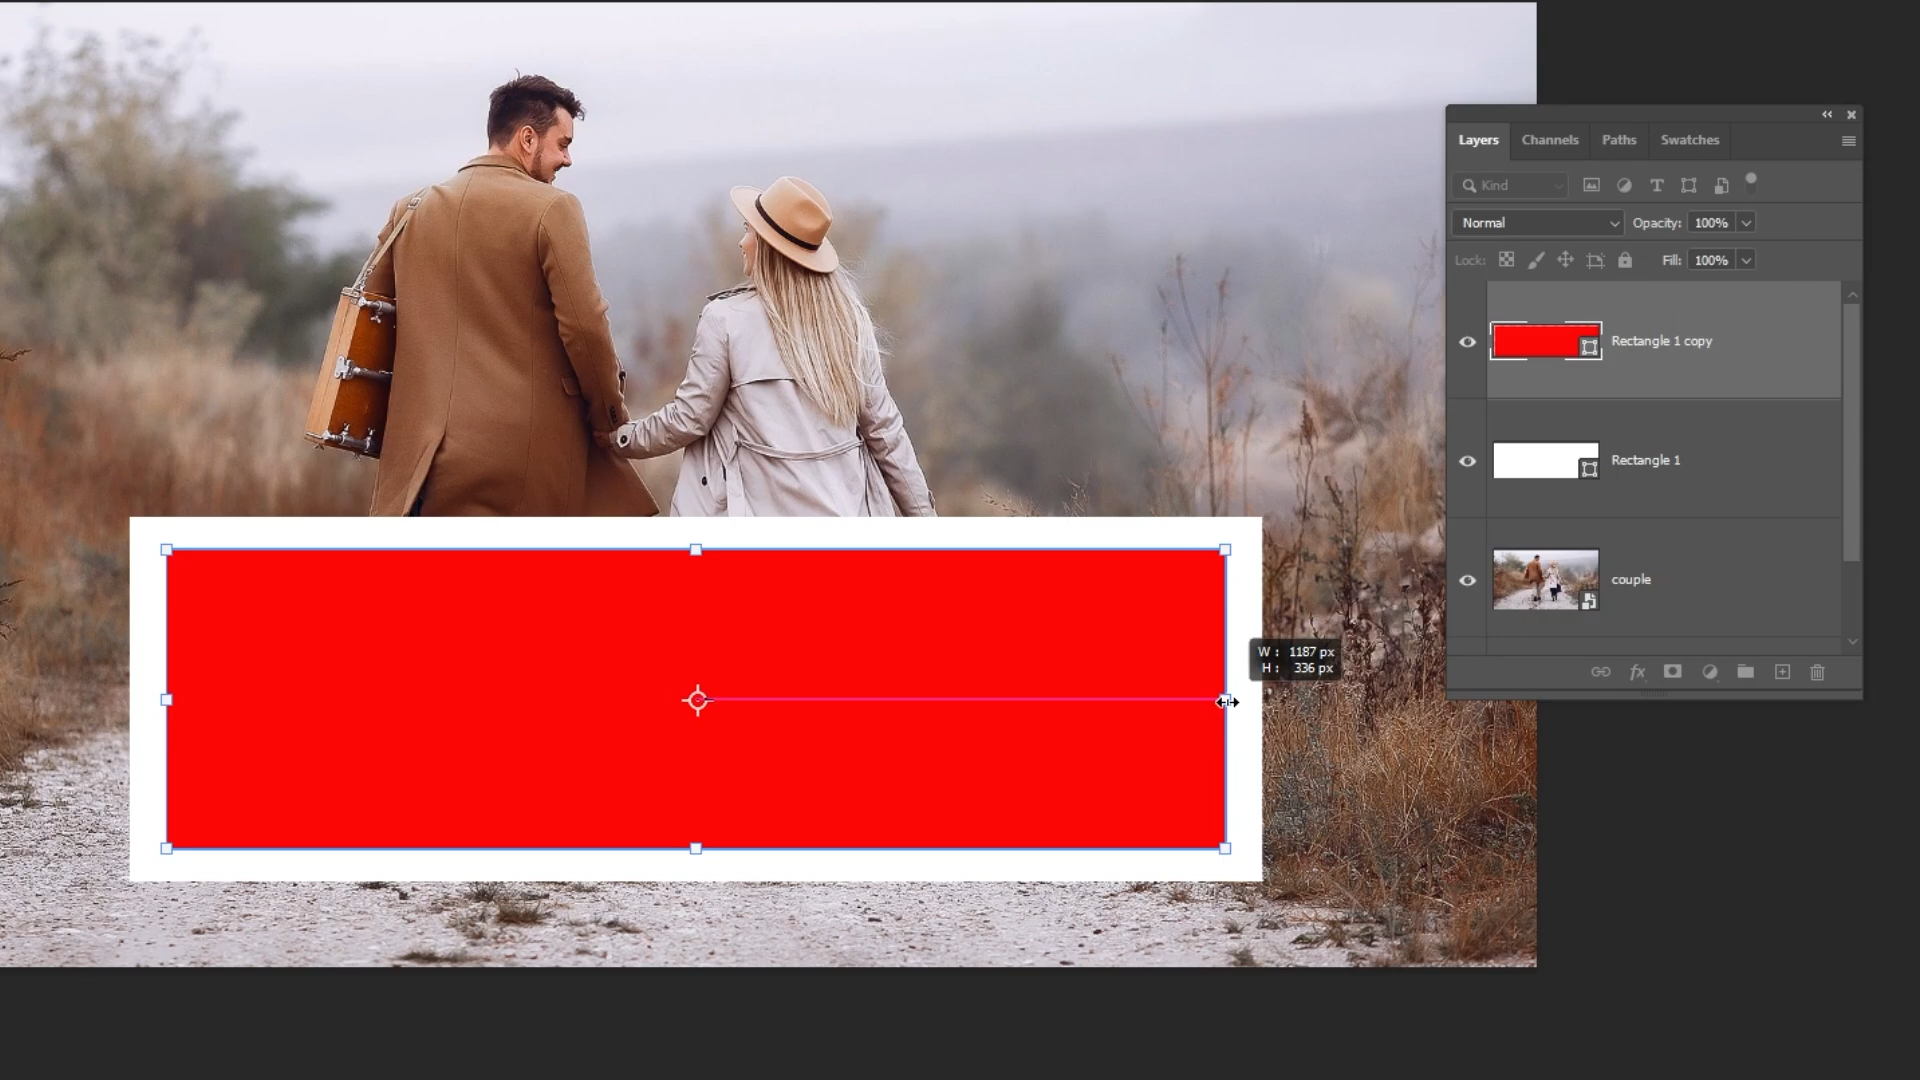 Layers Channels Paths Swatches
Kind
Normal Opacity: 100%
Lock: Fill: 100%
Rectangle 1 copy
Rectangle 1
couple
W : 1187 px
H : 336 px
fx